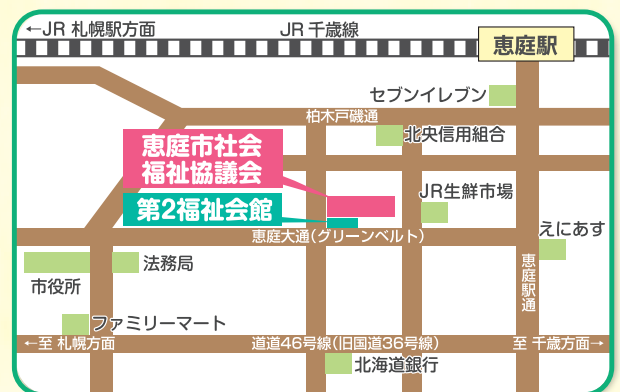 ←JR 札幌駅方面
JR 千歳線
恵庭駅
セブンイレブン
柏木戸磯通
北央信用組合
恵庭市社会
福祉協議会
JR生鮮市場
第2福祉会館
えにあす
恵庭大通(グリーンベルト)
恵庭駅通
法務局
市役所
ファミリーマート
←至 札幌方面
道道46号線(旧国道36号線)
至 千歳方面→
北海道銀行